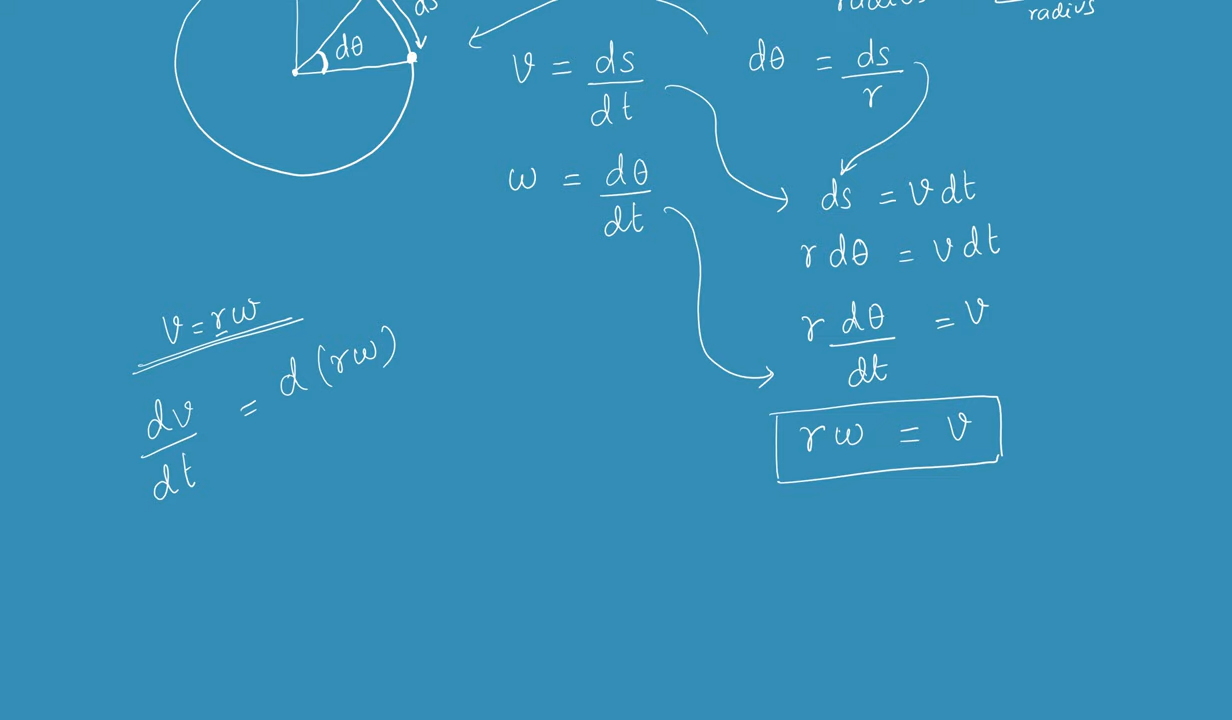 ds
radius
dθ
v = ds/dt
dθ = ds/r
ω = dθ/dt
ds = v dt
r dθ = v dt
r dθ/dt = v
rω = v
v = rω
dv/dt = d(rω)